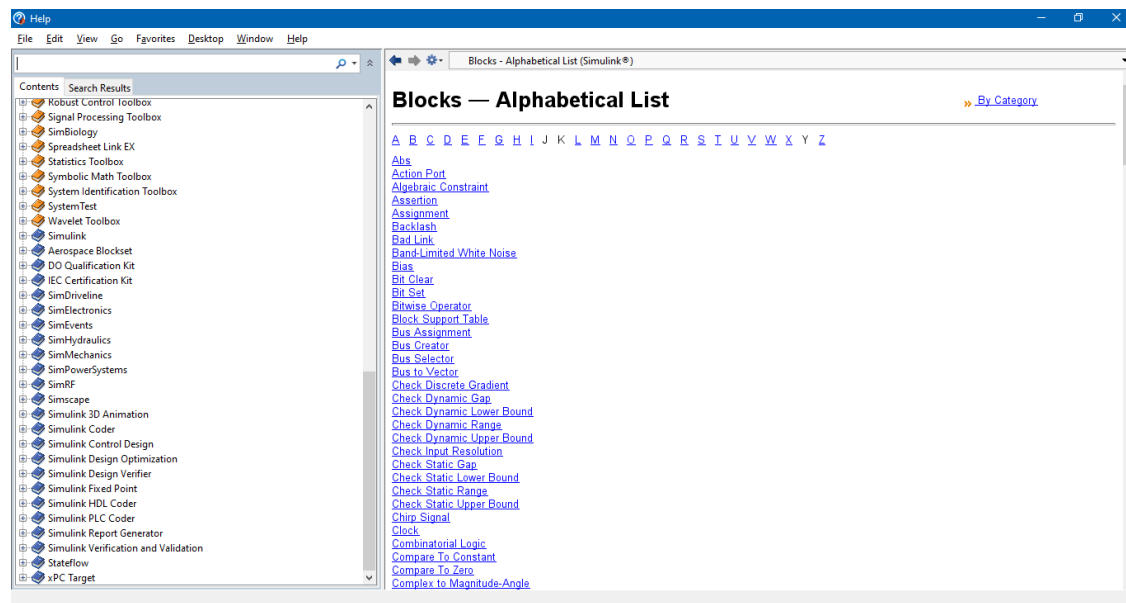 Help
File Edit View Go Favorites Desktop Window Help
Blocks - Alphabetical List (Simulink®)
Contents Search Results
Robust Control Toolbox
Signal Processing Toolbox
SimBiology
Spreadsheet Link EX
Statistics Toolbox
Symbolic Math Toolbox
System Identification Toolbox
SystemTest
Wavelet Toolbox
Simulink
Aerospace Blockset
DO Qualification Kit
IEC Certification Kit
SimDriveline
SimElectronics
SimEvents
SimHydraulics
SimMechanics
SimPowerSystems
SimRF
Simscape
Simulink 3D Animation
Simulink Coder
Simulink Control Design
Simulink Design Optimization
Simulink Design Verifier
Simulink Fixed Point
Simulink HDL Coder
Simulink PLC Coder
Simulink Report Generator
Simulink Verification and Validation
Stateflow
xPC Target
Blocks — Alphabetical List
» By Category
A B C D E F G H I J K L M N O P Q R S T U V W X Y Z
Abs
Action Port
Algebraic Constraint
Assertion
Assignment
Backlash
Bad Link
Band-Limited White Noise
Bias
Bit Clear
Bit Set
Bitwise Operator
Block Support Table
Bus Assignment
Bus Creator
Bus Selector
Bus to Vector
Check Discrete Gradient
Check Dynamic Gap
Check Dynamic Lower Bound
Check Dynamic Range
Check Dynamic Upper Bound
Check Input Resolution
Check Static Gap
Check Static Lower Bound
Check Static Range
Check Static Upper Bound
Chirp Signal
Clock
Combinatorial Logic
Compare To Constant
Compare To Zero
Complex to Magnitude-Angle